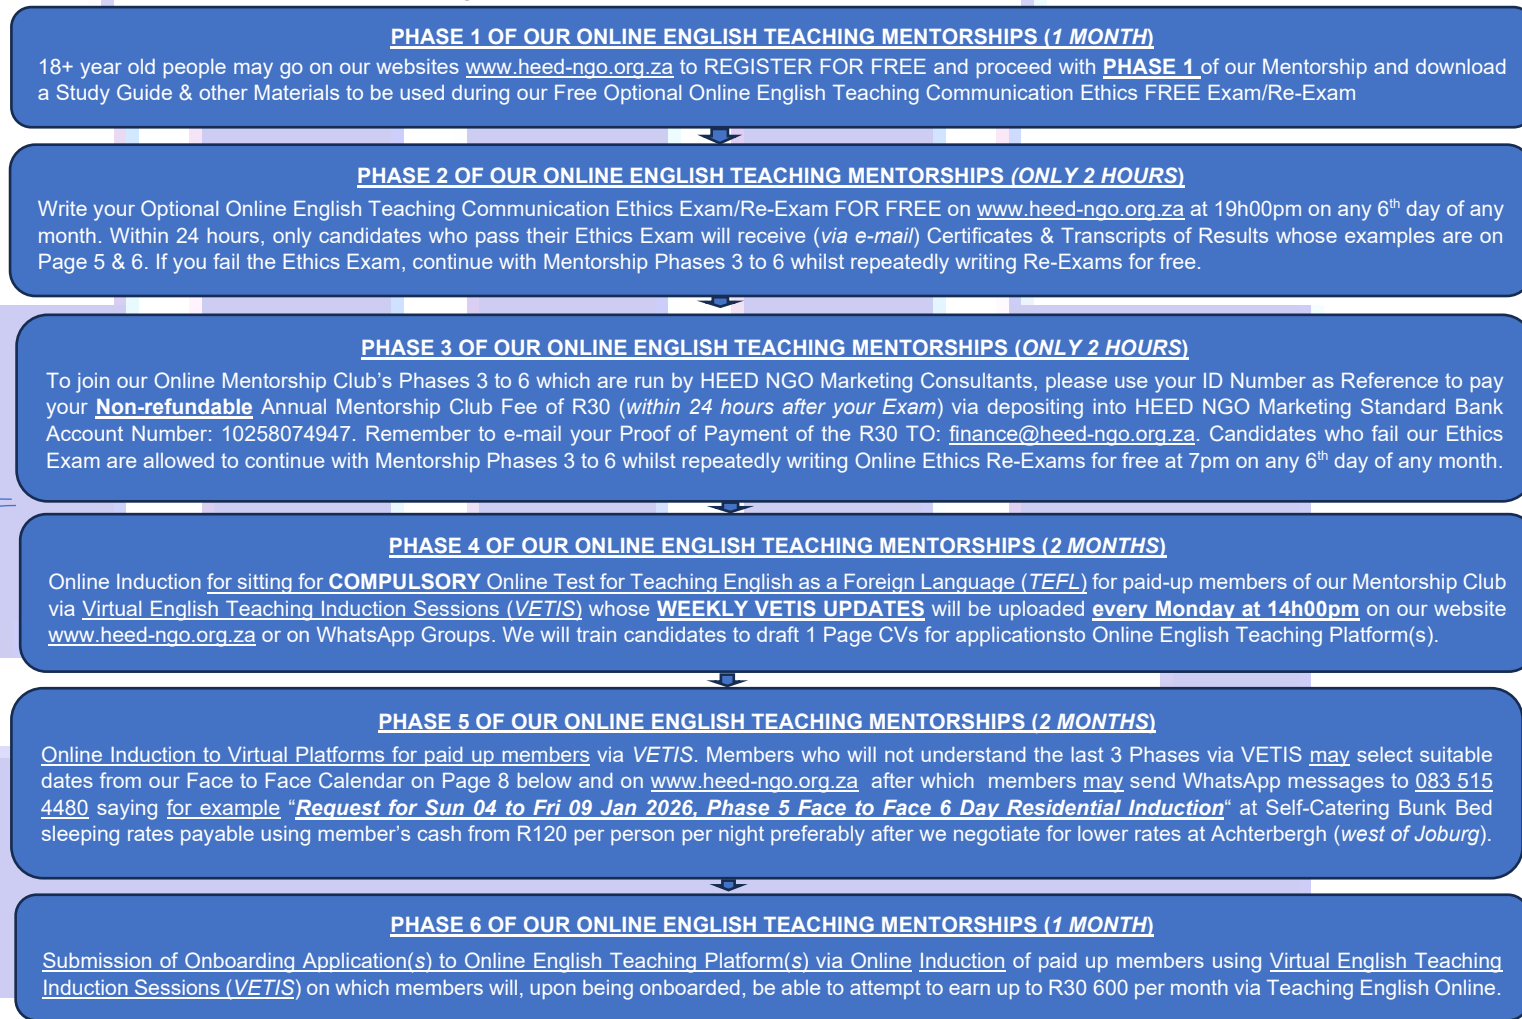 PHASE 1 OF OUR ONLINE ENGLISH TEACHING MENTORSHIPS (1 MONTH)
18+ year old people may go on our websites www.heed-ngo.org.za to REGISTER FOR FREE and proceed with PHASE 1 of our Mentorship and download
a Study Guide & other Materials to be used during our Free Optional Online English Teaching Communication Ethics FREE Exam/Re-Exam
PHASE 2 OF OUR ONLINE ENGLISH TEACHING MENTORSHIPS (ONLY 2 HOURS)
Write your Optional Online English Teaching Communication Ethics Exam/Re-Exam FOR FREE on www.heed-ngo.org.za at 19h00pm on any 6th day of any
month. Within 24 hours, only candidates who pass their Ethics Exam will receive (via e-mail) Certificates & Transcripts of Results whose examples are on
Page 5 & 6. If you fail the Ethics Exam, continue with Mentorship Phases 3 to 6 whilst repeatedly writing Re-Exams for free.
PHASE 3 OF OUR ONLINE ENGLISH TEACHING MENTORSHIPS (ONLY 2 HOURS)
To join our Online Mentorship Club's Phases 3 to 6 which are run by HEED NGO Marketing Consultants, please use your ID Number as Reference to pay
your Non-refundable Annual Mentorship Club Fee of R30 (within 24 hours after your Exam) via depositing into HEED NGO Marketing Standard Bank
Account Number: 10258074947. Remember to e-mail your Proof of Payment of the R30 TO: finance@heed-ngo.org.za. Candidates who fail our Ethics
Exam are allowed to continue with Mentorship Phases 3 to 6 whilst repeatedly writing Online Ethics Re-Exams for free at 7pm on any 6th day of any month.
PHASE 4 OF OUR ONLINE ENGLISH TEACHING MENTORSHIPS (2 MONTHS)
Online Induction for sitting for COMPULSORY Online Test for Teaching English as a Foreign Language (TEFL) for paid-up members of our Mentorship Club
via Virtual English Teaching Induction Sessions (VETIS) whose WEEKLY VETIS UPDATES will be uploaded every Monday at 14h00pm on our website
www.heed-ngo.org.za or on WhatsApp Groups. We will train candidates to draft 1 Page CVs for applicationsto Online English Teaching Platform(s).
PHASE 5 OF OUR ONLINE ENGLISH TEACHING MENTORSHIPS (2 MONTHS)
Online Induction to Virtual Platforms for paid up members via VETIS. Members who will not understand the last 3 Phases via VETIS may select suitable
dates from our Face to Face Calendar on Page 8 below and on www.heed-ngo.org.za after which members may send WhatsApp messages to 083 515
4480 saying for example "Request for Sun 04 to Fri 09 Jan 2026, Phase 5 Face to Face 6 Day Residential Induction" at Self-Catering Bunk Bed
sleeping rates payable using member's cash from R120 per person per night preferably after we negotiate for lower rates at Achterbergh (west of Joburg).
PHASE 6 OF OUR ONLINE ENGLISH TEACHING MENTORSHIPS (1 MONTH)
Submission of Onboarding Application(s) to Online English Teaching Platform(s) via Online Induction of paid up members using Virtual English Teaching
Induction Sessions (VETIS) on which members will, upon being onboarded, be able to attempt to earn up to R30 600 per month via Teaching English Online.